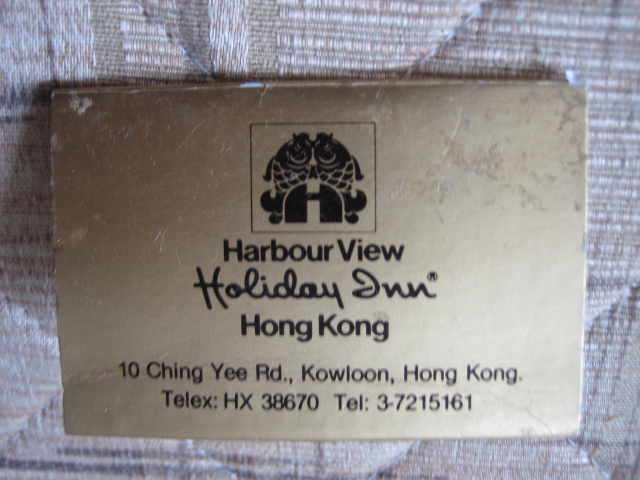 H
Harbour View
Holiday Inn®
Hong Kong
10 Ching Yee Rd., Kowloon, Hong Kong.
Telex: HX 38670 Tel: 3-7215161